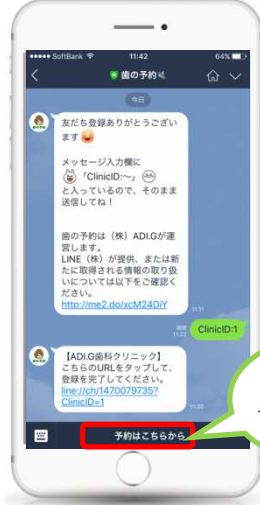 SoftBank 11:42 64%
歯の予約
今日
友だち登録ありがとうござい
ます
メッセージ入力欄に
「ClinicID:～」
と入っているので、そのまま
送信してね！
歯の予約は（株）ADI.Gが運
営します。
LINE（株）が提供、または新
たに取得される情報の取り扱
いについては以下をご確認く
ださい。
http://me2.do/xcM24DiY
11:11
ClinicID:1
既読
11:33
【ADI.G歯科クリニック】
こちらのURLをタップして、
登録を完了してください。
line://ch/1470079735?
ClinicID=1
11:33
予約はこちらから